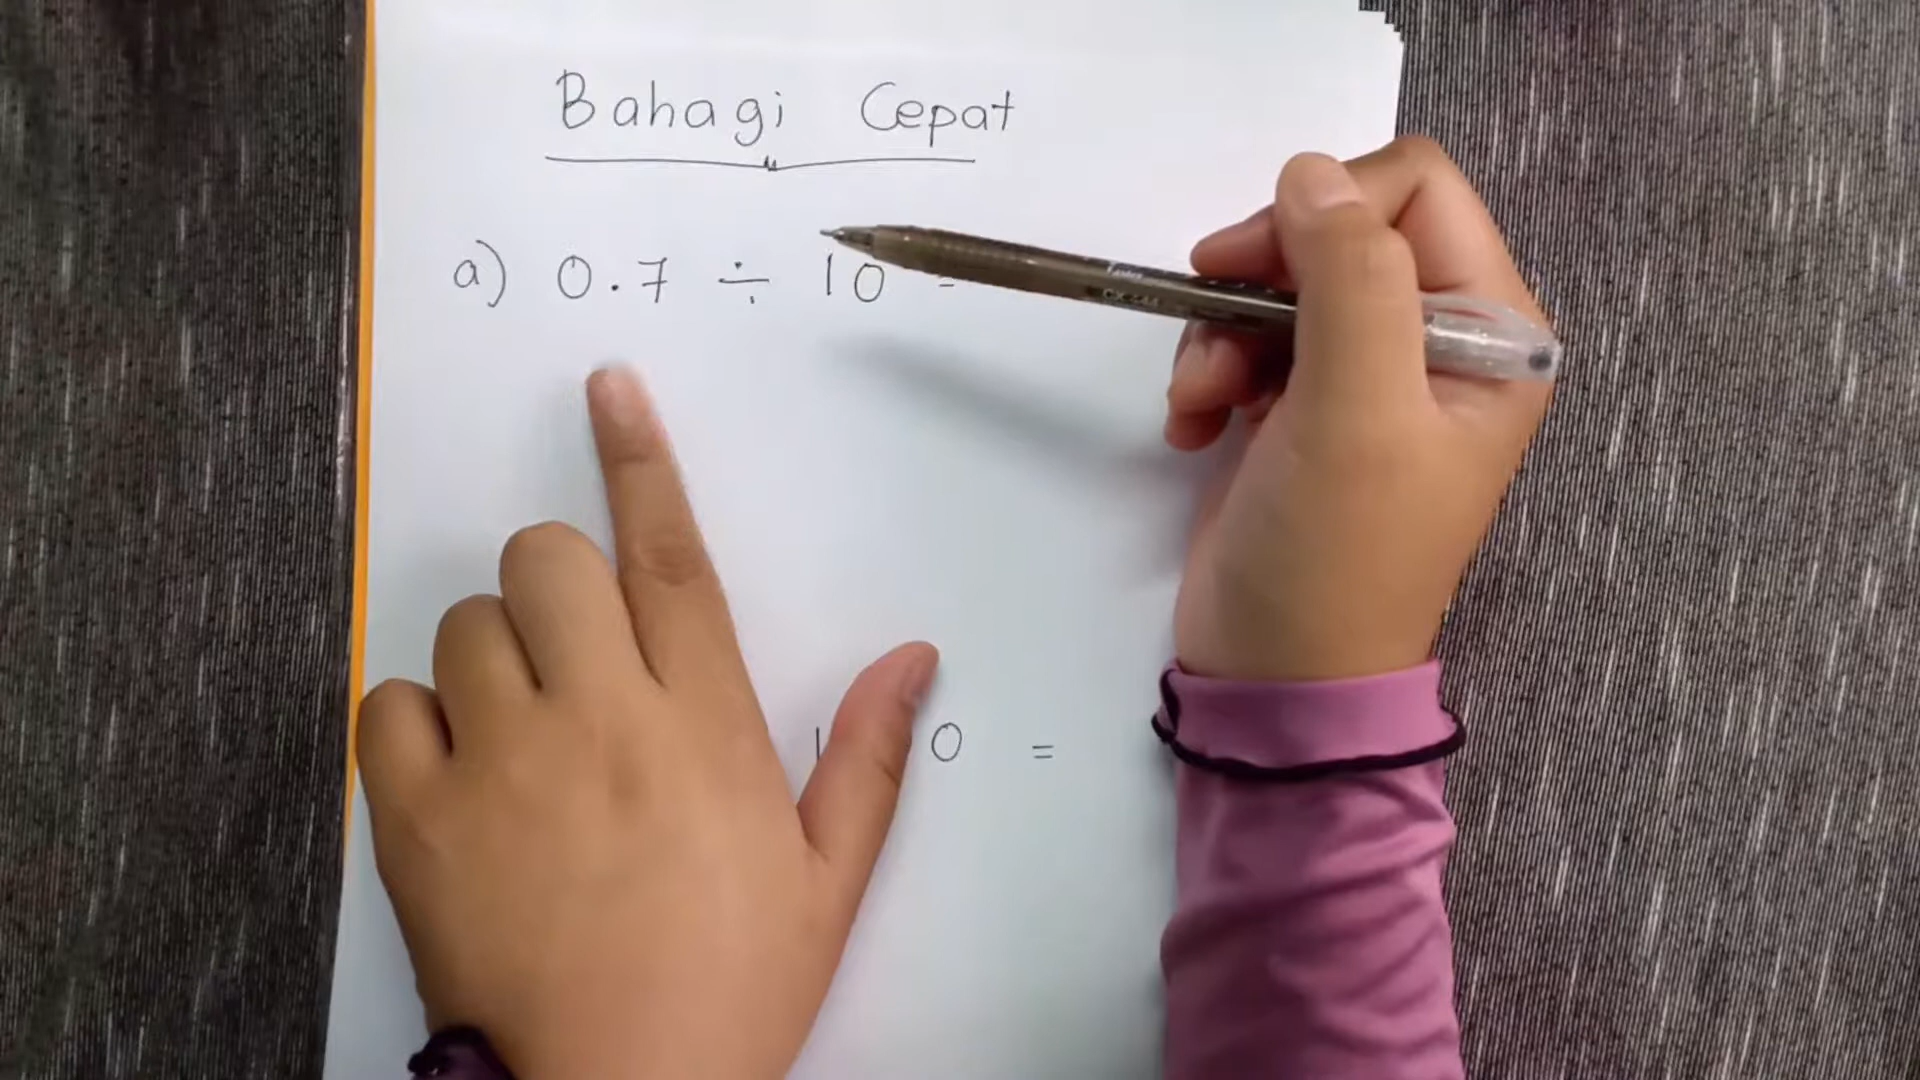 Bahagi Cepat
a) 0.7 ÷ 10 =
0 =